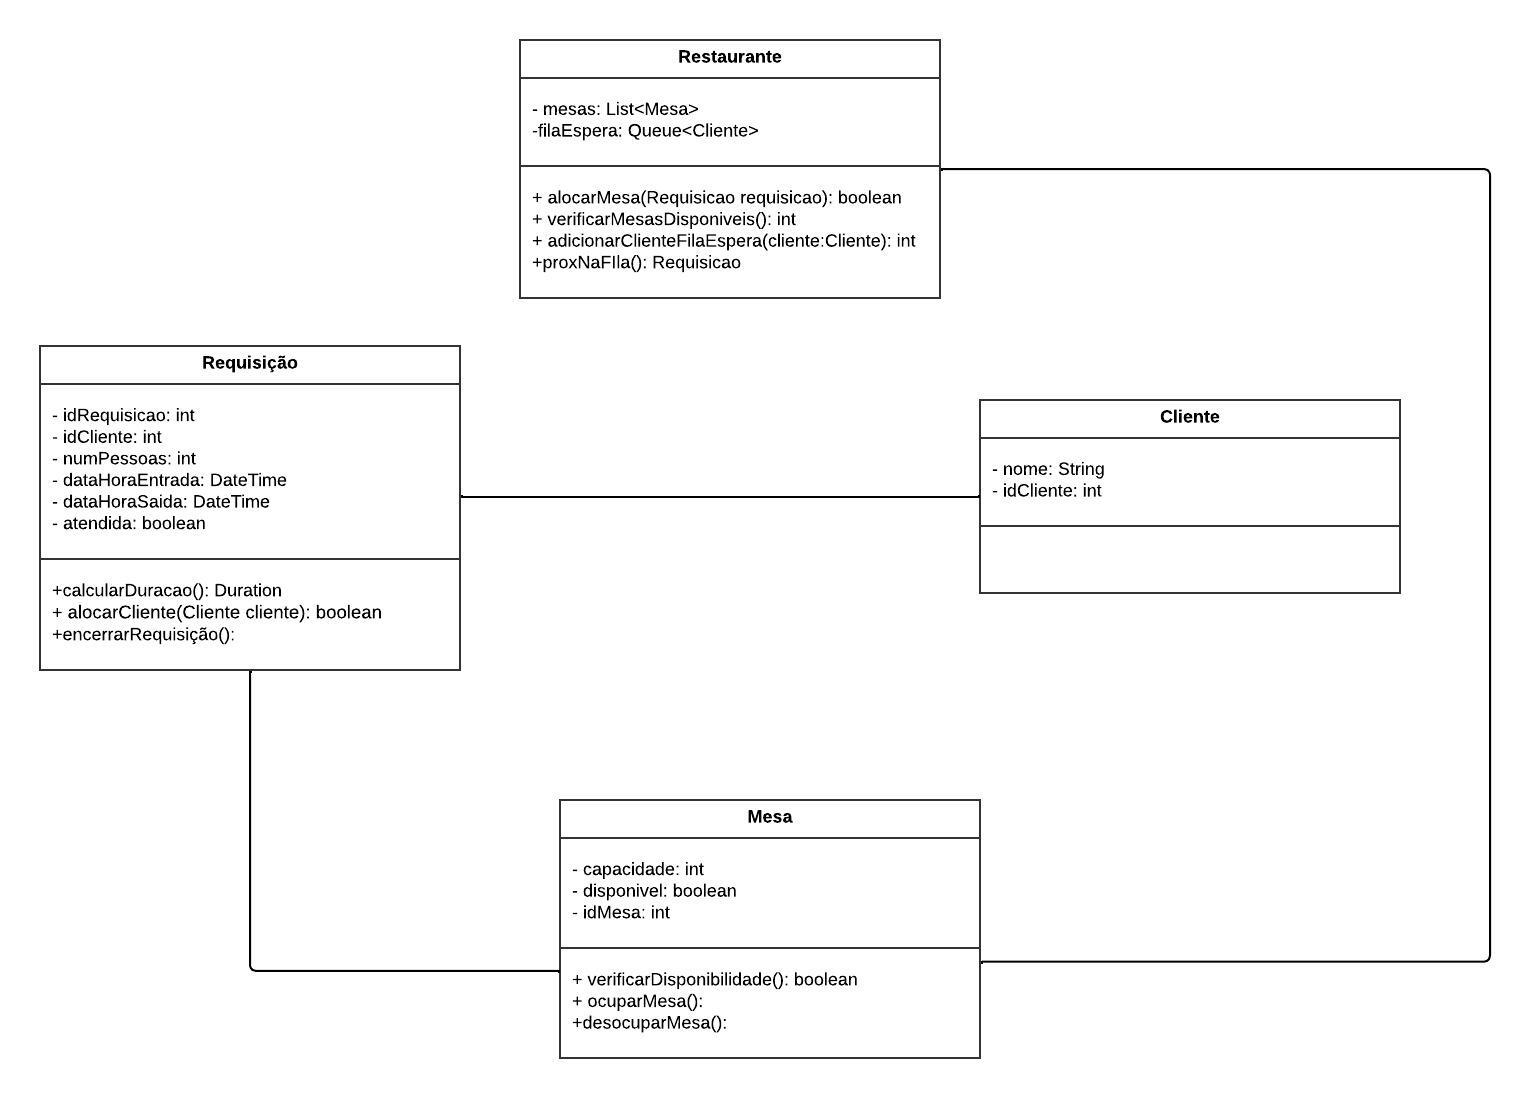 Restaurante
- mesas: List<Mesa>
-filaEspera: Queue<Cliente>
+ alocarMesa(Requisicao requisicao): boolean
+ verificarMesasDisponiveis(): int
+ adicionarClienteFilaEspera(cliente:Cliente): int
+proxNaFIla(): Requisicao
Requisição
- idRequisicao: int
- idCliente: int
- numPessoas: int
- dataHoraEntrada: DateTime
- dataHoraSaida: DateTime
- atendida: boolean
+calcularDuracao(): Duration
+ alocarCliente(Cliente cliente): boolean
+encerrarRequisição():
Cliente
- nome: String
- idCliente: int
Mesa
- capacidade: int
- disponivel: boolean
- idMesa: int
+ verificarDisponibilidade(): boolean
+ ocuparMesa():
+desocuparMesa():